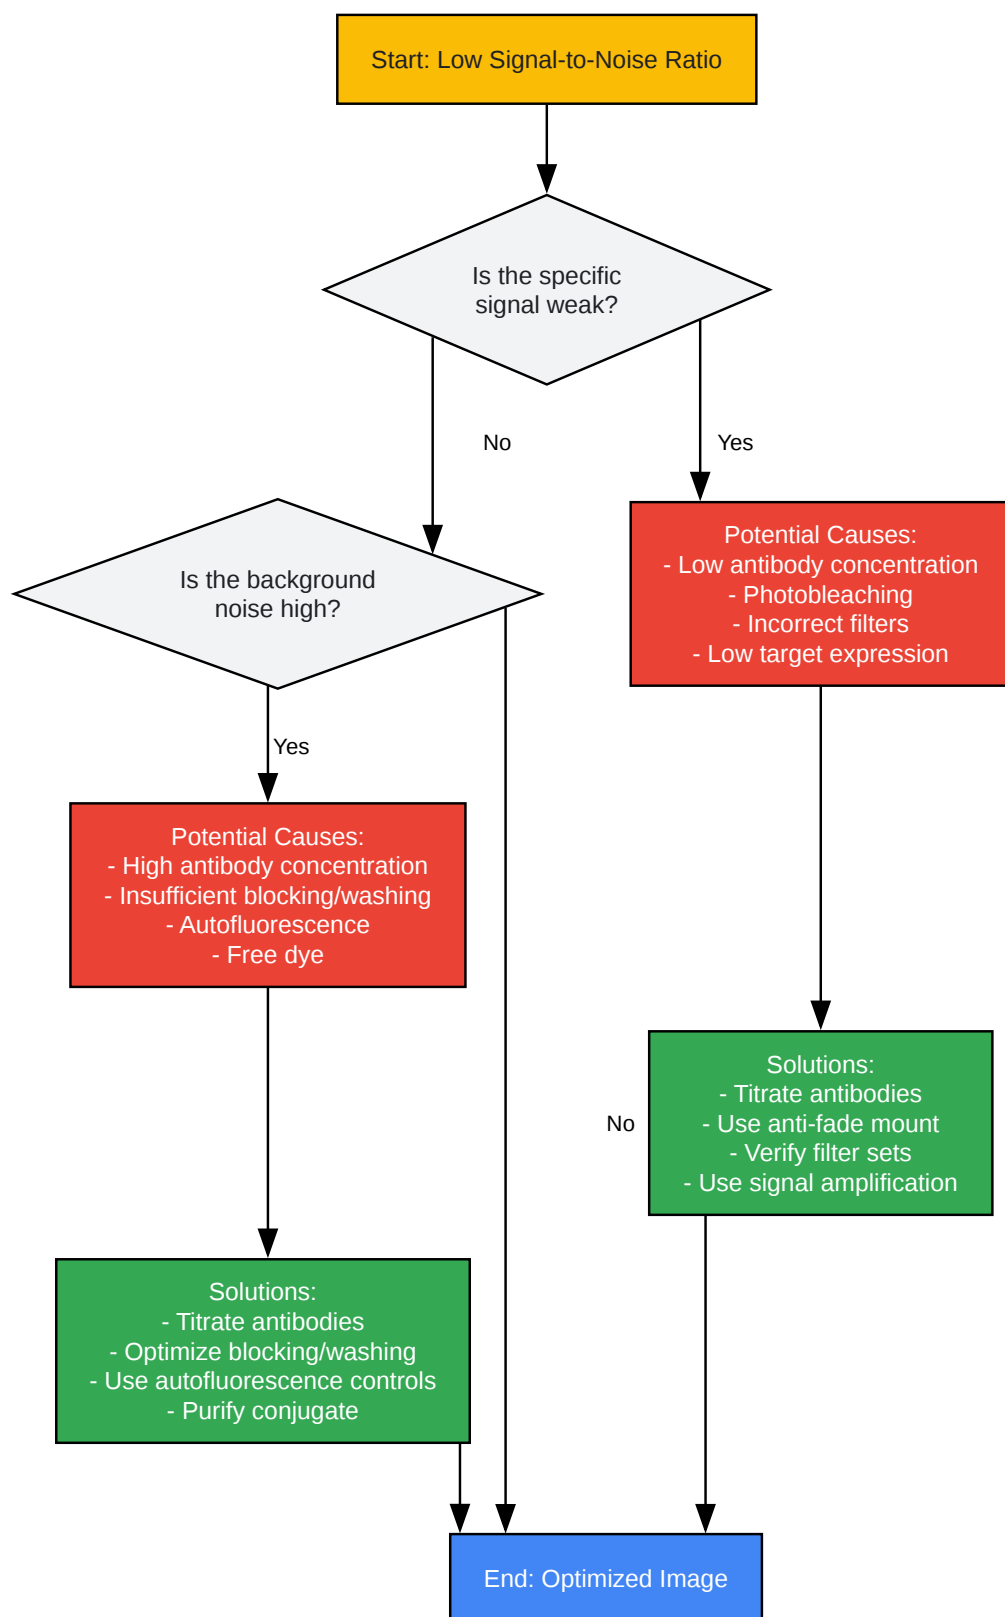 Start: Low Signal-to-Noise Ratio
Is the specific
signal weak?
No
Yes
Potential Causes:
- Low antibody concentration
- Photobleaching
- Incorrect filters
- Low target expression
Is the background
noise high?
Yes
Potential Causes:
- High antibody concentration
- Insufficient blocking/washing
- Autofluorescence
- Free dye
No
Solutions:
- Titrate antibodies
- Use anti-fade mount
- Verify filter sets
- Use signal amplification
Solutions:
- Titrate antibodies
- Optimize blocking/washing
- Use autofluorescence controls
- Purify conjugate
End: Optimized Image